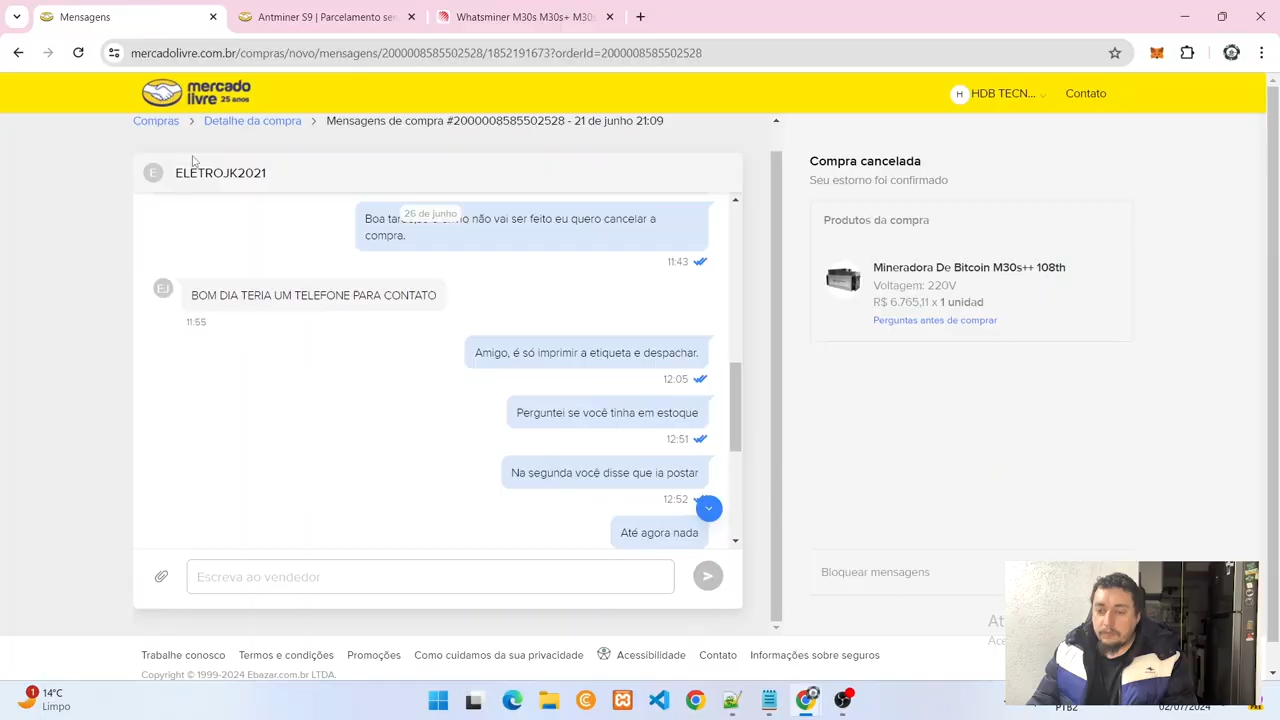 Mensagens
Antminer S9 | Parcelamento se
Whatsminer M30s M30s+ M30
mercadolivre.com.br/compras/novo/mensagens/2000008585502528/1852191673?orderId=2000008585502528
mercado
livre 25 anos
H HDB TECN...
Contato
Compras > Detalhe da compra > Mensagens de compra #2000008585502528 - 21 de junho 21:09
E ELETROJK2021
26 de junho
Boa tar não vai ser feito eu quero cancelar a
compra.
11:43
EJ BOM DIA TERIA UM TELEFONE PARA CONTATO
11:55
Amigo, é só imprimir a etiqueta e despachar.
12:05
Perguntei se você tinha em estoque
12:51
Na segunda você disse que ia postar
12:52
Até agora nada
Escreva ao vendedor
Compra cancelada
Seu estorno foi confirmado
Produtos da compra
Mineradora De Bitcoin M30s++ 108th
Voltagem: 220V
R$ 6.765,11 x 1 unidad
Perguntas antes de comprar
Bloquear mensagens
Trabalhe conosco Termos e condições Promoções Como cuidamos da sua privacidade Acessibilidade Contato Informações sobre seguros
Copyright © 1999-2024 Ebazar.com.br LTDA.
1
14°C
Limpo
PTB2
02/07/2024